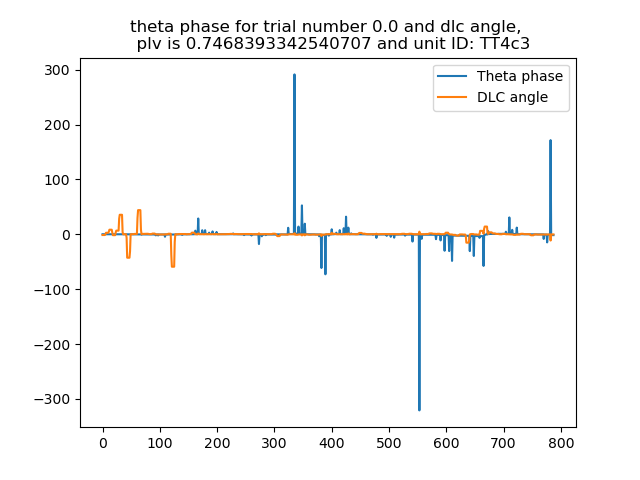 theta phase for trial number 0.0 and dlc angle,
plv is 0.7468393342540707 and unit ID: TT4c3
Theta phase
DLC angle
300
200
100
0
−100
−200
−300
0 100 200 300 400 500 600 700 800